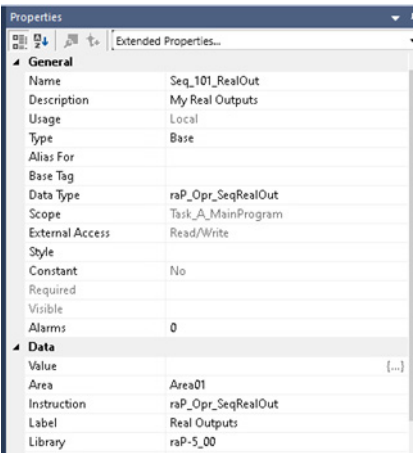 Properties
Extended Properties...
General
Name Seq_101_RealOut
Description My Real Outputs
Usage Local
Type Base
Alias For
Base Tag
Data Type raP_Opr_SeqRealOut
Scope Task_A_MainProgram
External Access Read/Write
Style
Constant No
Required
Visible
Alarms 0
Data
Value {...}
Area Area01
Instruction raP_Opr_SeqRealOut
Label Real Outputs
Library raP-5_00